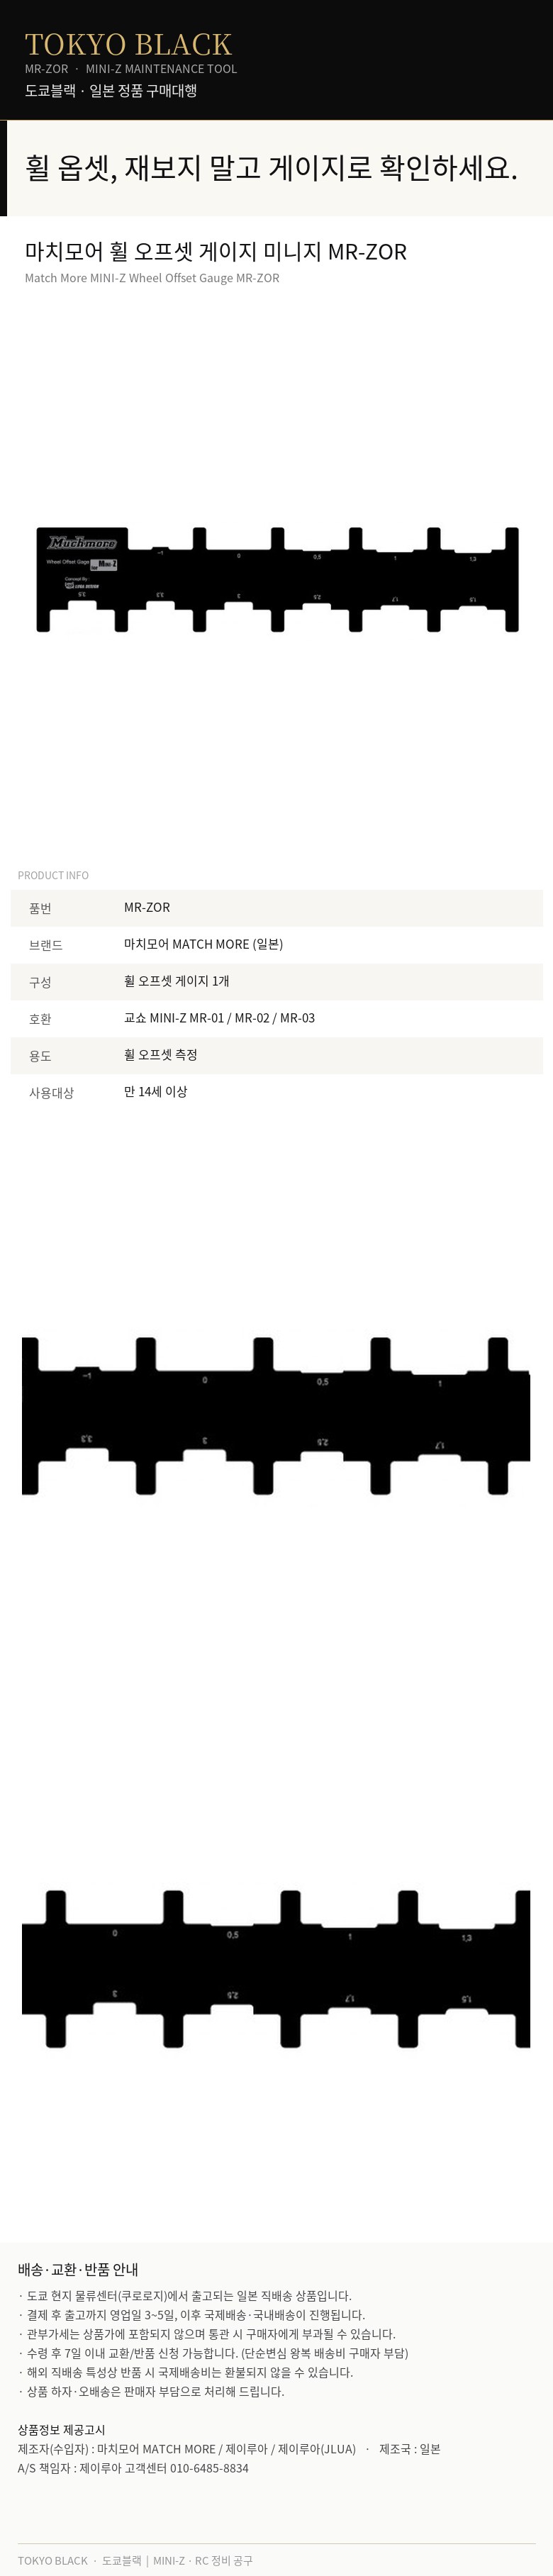 TOKYO BLACK
MR-ZOR · MINI-Z MAINTENANCE TOOL
도쿄블랙 · 일본 정품 구매대행
휠 옵셋, 재보지 말고 게이지로 확인하세요.
마치모어 휠 오프셋 게이지 미니지 MR-ZOR
Match More MINI-Z Wheel Offset Gauge MR-ZOR
Muchmore
Wheel Offset Gage for MINI-Z
Concept By :
-1 0 0,5 1 1,3
3,5 3,3 3 2,5 1,7 1,5
PRODUCT INFO
품번 MR-ZOR
브랜드 마치모어 MATCH MORE (일본)
구성 휠 오프셋 게이지 1개
호환 교쇼 MINI-Z MR-01 / MR-02 / MR-03
용도 휠 오프셋 측정
사용대상 만 14세 이상
-1 0 0,5 1
3,3 3 2,5 1,7
0 0,5 1 1,3
3 2,5 1,7 1,5
배송·교환·반품 안내
· 도쿄 현지 물류센터(쿠로로지)에서 출고되는 일본 직배송 상품입니다.
· 결제 후 출고까지 영업일 3~5일, 이후 국제배송·국내배송이 진행됩니다.
· 관부가세는 상품가에 포함되지 않으며 통관 시 구매자에게 부과될 수 있습니다.
· 수령 후 7일 이내 교환/반품 신청 가능합니다. (단순변심 왕복 배송비 구매자 부담)
· 해외 직배송 특성상 반품 시 국제배송비는 환불되지 않을 수 있습니다.
· 상품 하자·오배송은 판매자 부담으로 처리해 드립니다.
상품정보 제공고시
제조자(수입자) : 마치모어 MATCH MORE / 제이루아 / 제이루아(JLUA) · 제조국 : 일본
A/S 책임자 : 제이루아 고객센터 010-6485-8834
TOKYO BLACK · 도쿄블랙 | MINI-Z · RC 정비 공구